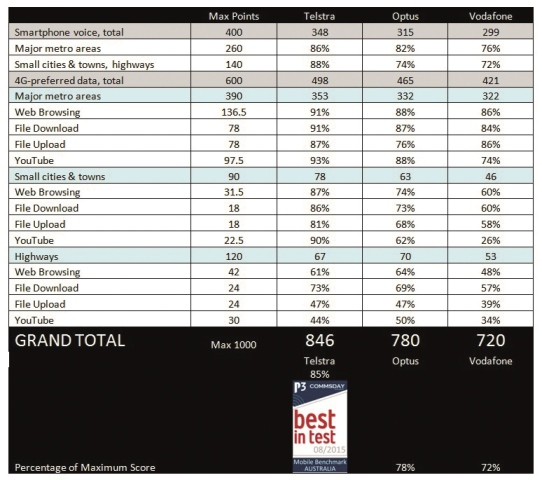 Max Points Telstra Optus Vodafone
Smartphone voice, total 400 348 315 299
Major metro areas 260 86% 82% 76%
Small cities & towns, highways 140 88% 74% 72%
4G-preferred data, total 600 498 465 421
Major metro areas 390 353 332 322
Web Browsing 136.5 91% 88% 86%
File Download 78 91% 87% 84%
File Upload 78 87% 76% 86%
YouTube 97.5 93% 88% 74%
Small cities & towns 90 78 63 46
Web Browsing 31.5 87% 74% 60%
File Download 18 86% 73% 60%
File Upload 18 81% 68% 58%
YouTube 22.5 90% 62% 26%
Highways 120 67 70 53
Web Browsing 42 61% 64% 48%
File Download 24 73% 69% 57%
File Upload 24 47% 47% 39%
YouTube 30 44% 50% 34%
GRAND TOTAL Max 1000 846 780 720
Telstra Optus Vodafone
85%
P3 COMMSDAY
best
in test
08/2015
Mobile Benchmark
AUSTRALIA
Percentage of Maximum Score 78% 72%